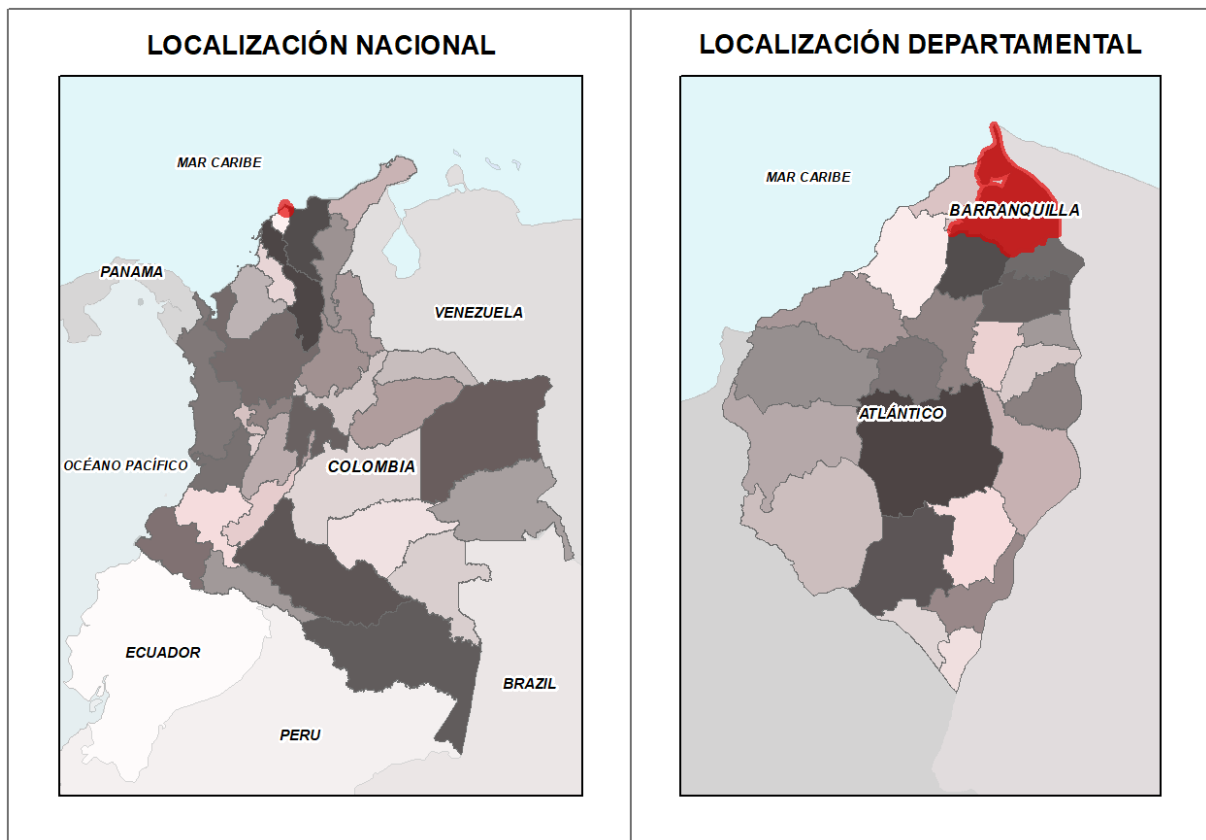 LOCALIZACIÓN NACIONAL
MAR CARIBE
PANAMA
VENEZUELA
OCÉANO PACÍFICO
COLOMBIA
ECUADOR
BRAZIL
PERU
LOCALIZACIÓN DEPARTAMENTAL
MAR CARIBE
BARRANQUILLA
ATLÁNTICO